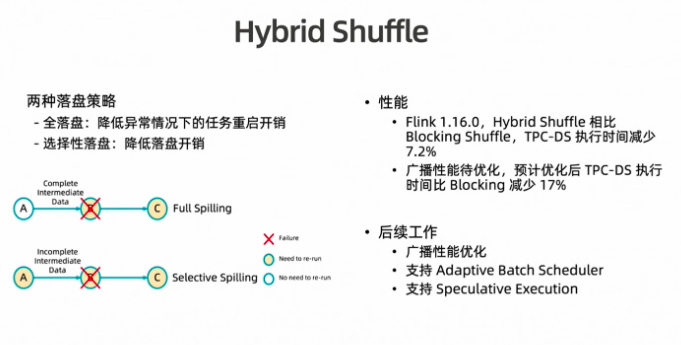 Hybrid Shuffle
两种落盘策略
- 全落盘：降低异常情况下的任务重启开销
- 选择性落盘：降低落盘开销
Complete
Intermediate
Data
A
B
C
Full Spilling
Incomplete
Intermediate
Data
A
B
C
Selective Spilling
Failure
Need to re-run
No need to re-run
• 性能
• Flink 1.16.0，Hybrid Shuffle 相比
Blocking Shuffle，TPC-DS 执行时间减少
7.2%
• 广播性能待优化，预计优化后 TPC-DS 执行
时间比 Blocking 减少 17%
• 后续工作
• 广播性能优化
• 支持 Adaptive Batch Scheduler
• 支持 Speculative Execution